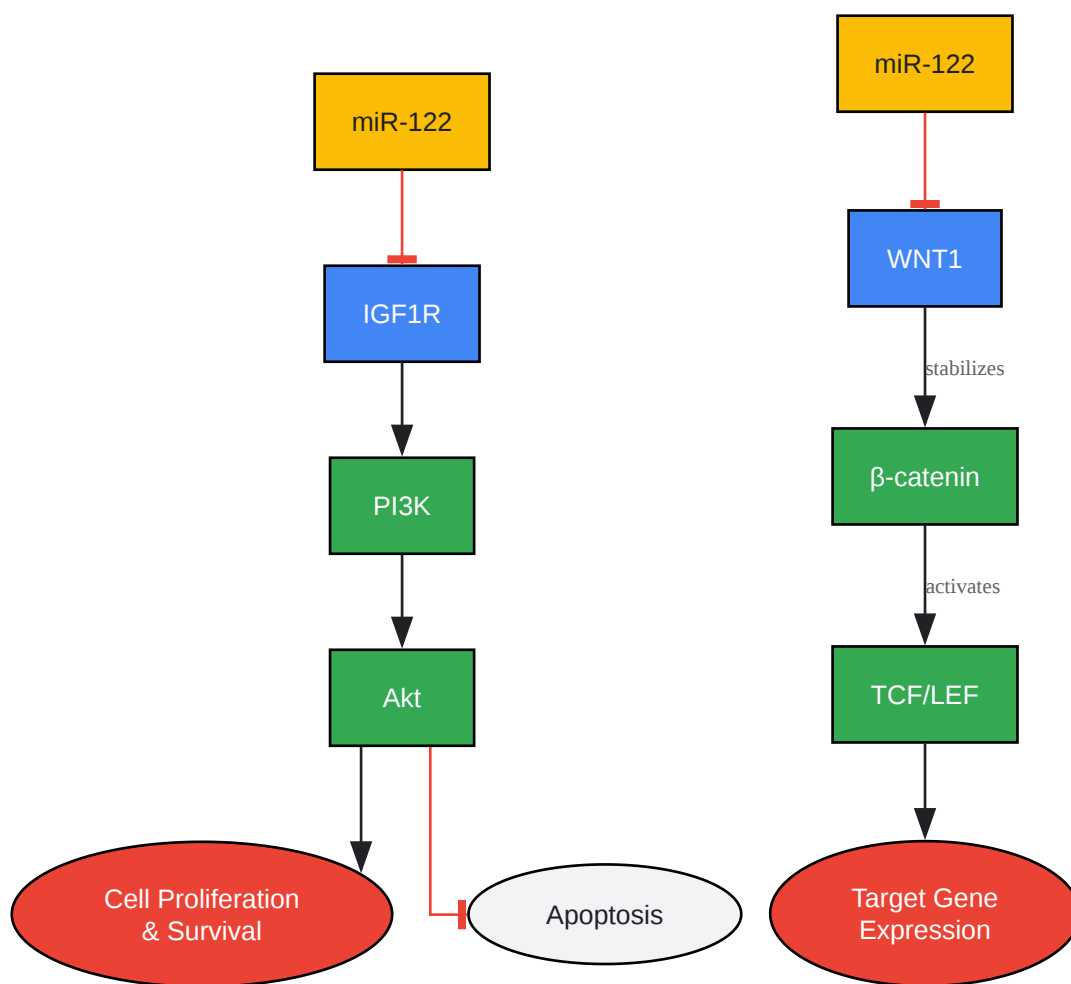 miR-122
IGF1R
PI3K
Akt
Cell Proliferation
& Survival
Apoptosis
miR-122
WNT1
stabilizes
β-catenin
activates
TCF/LEF
Target Gene
Expression